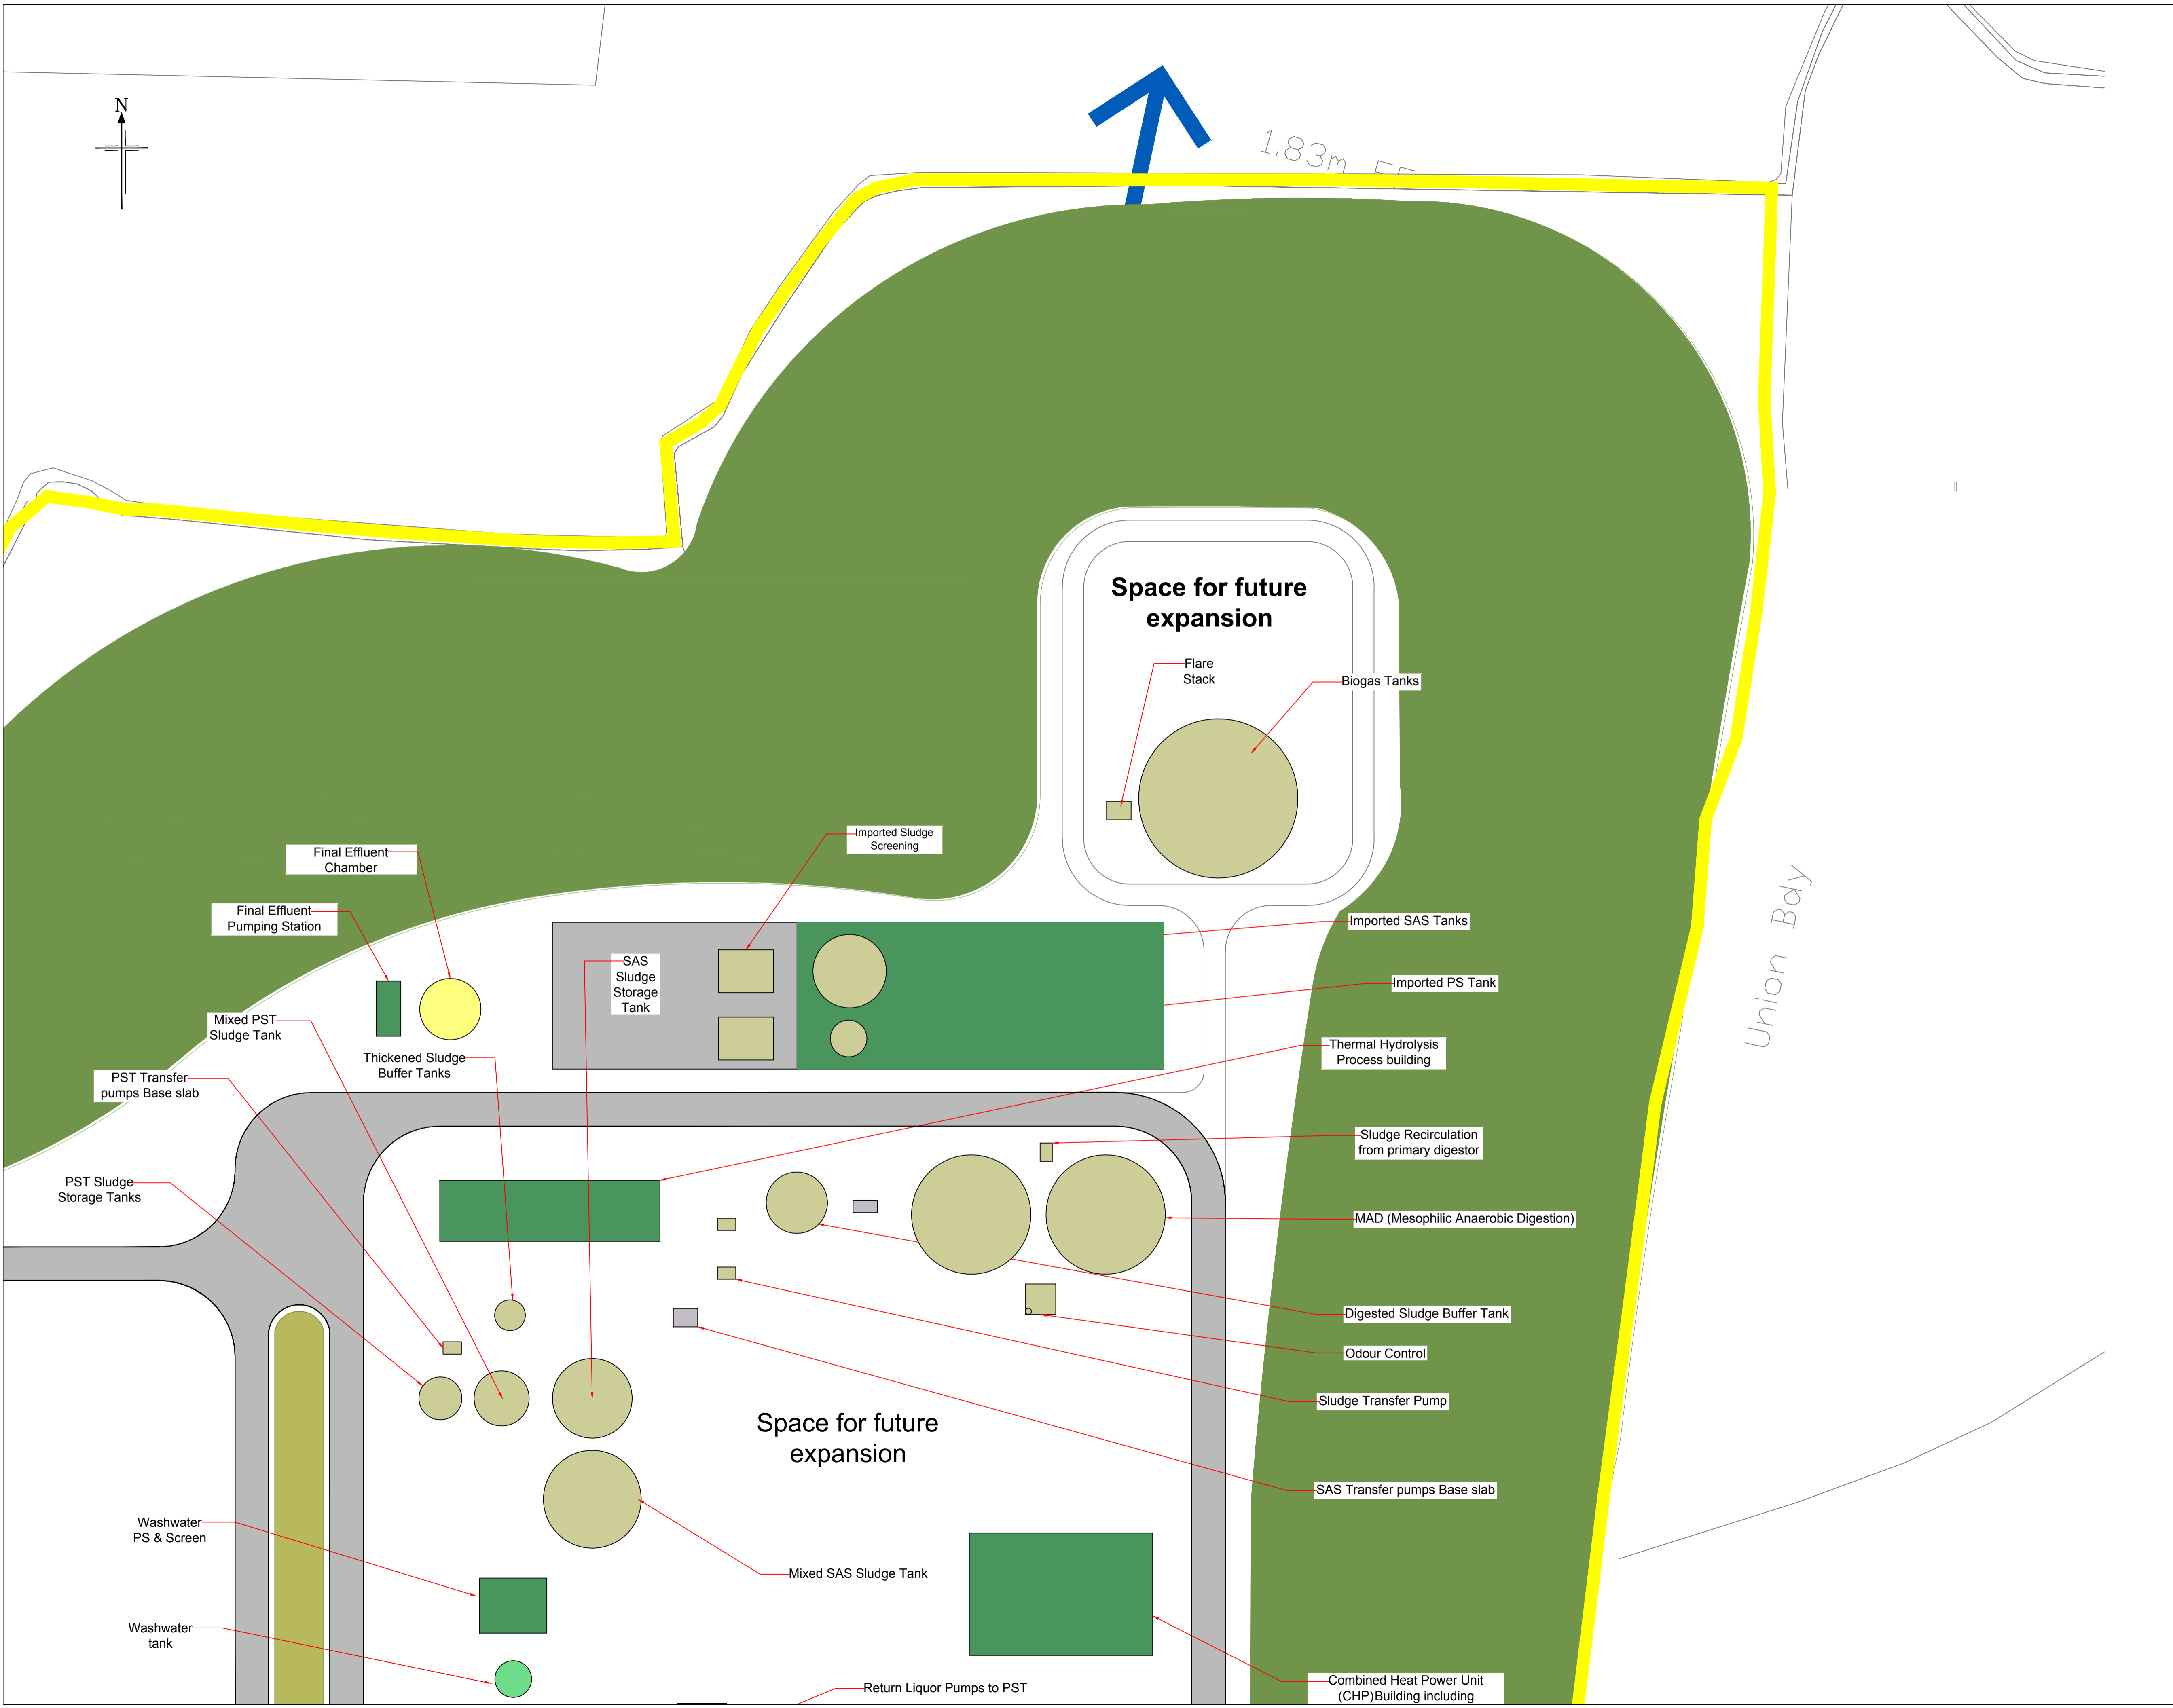 N
1.83m
Space for future
expansion
Flare
Stack
Biogas Tanks
Imported Sludge
Screening
Final Effluent
Chamber
Final Effluent
Pumping Station
Imported SAS Tanks
SAS
Sludge
Storage
Tank
Imported PS Tank
Union Bdy
Mixed PST
Sludge Tank
Thickened Sludge
Buffer Tanks
Thermal Hydrolysis
Process building
PST Transfer
pumps Base slab
Sludge Recirculation
from primary digestor
PST Sludge
Storage Tanks
MAD (Mesophilic Anaerobic Digestion)
Digested Sludge Buffer Tank
Odour Control
Sludge Transfer Pump
Space for future
expansion
SAS Transfer pumps Base slab
Washwater
PS & Screen
Mixed SAS Sludge Tank
Washwater
tank
Return Liquor Pumps to PST
Combined Heat Power Unit
(CHP)Building including